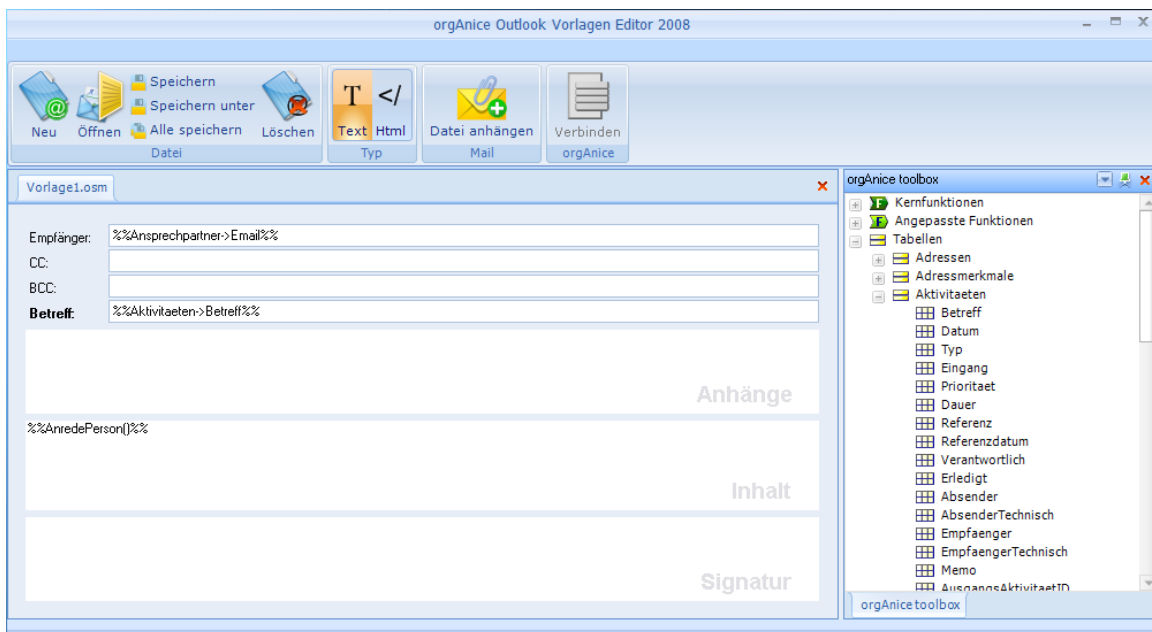 orgAnice Outlook Vorlagen Editor 2008
Neu
Öffnen
Speichern
Speichern unter
Alle speichern
Löschen
Datei
T </
Text Html
Typ
Datei anhängen
Mail
Verbinden
orgAnice
Vorlage1.osm
Empfänger: %%Ansprechpartner->Email%%
CC:
BCC:
Betreff: %%Aktivitaeten->Betreff%%
Anhänge
%%AnredePerson()%%
Inhalt
Signatur
orgAnice toolbox
F Kernfunktionen
F Angepasste Funktionen
Tabellen
Adressen
Adressmerkmale
Aktivitaeten
Betreff
Datum
Typ
Eingang
Prioritaet
Dauer
Referenz
Referenzdatum
Verantwortlich
Erledigt
Absender
AbsenderTechnisch
Empfaenger
EmpfaengerTechnisch
Memo
AusgangsAktivitaetID
orgAnice toolbox